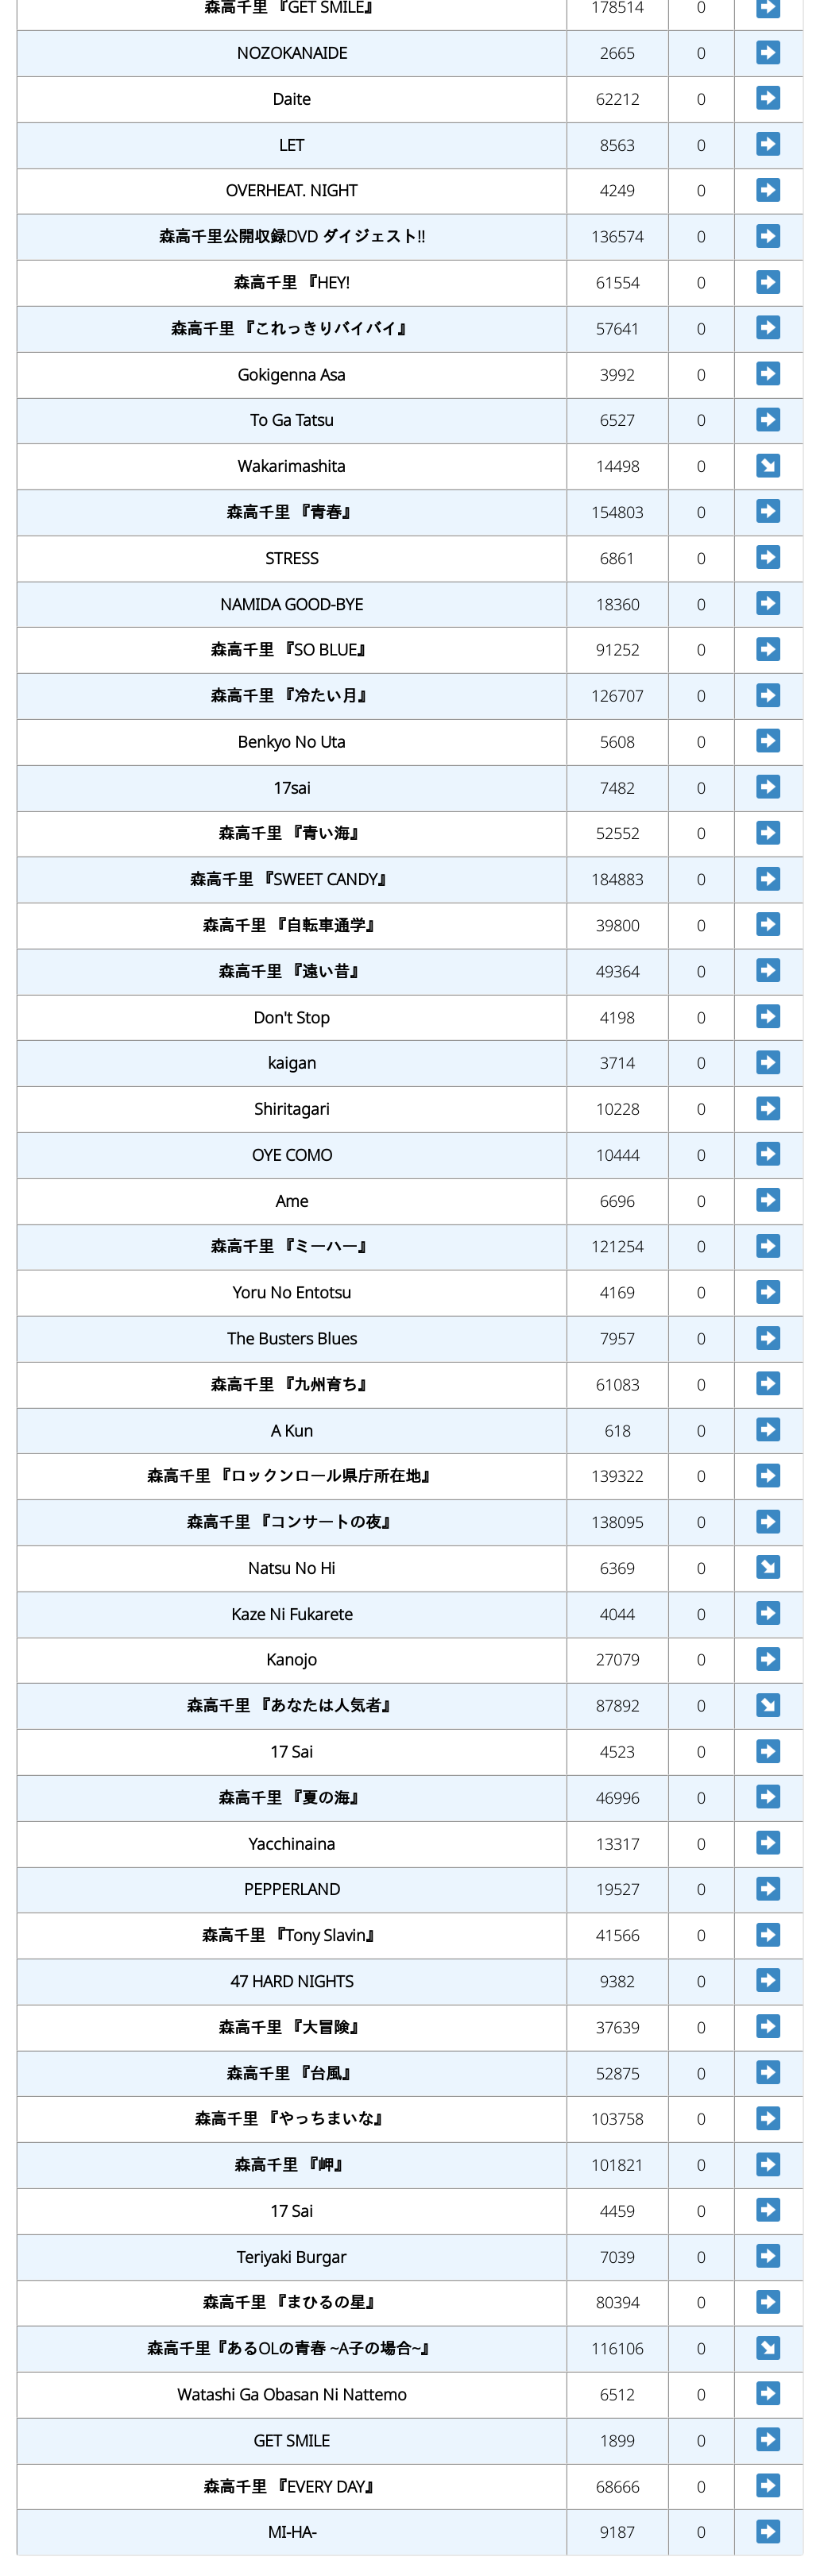 森高千里 『GET SMILE』 178514 0
NOZOKANAIDE 2665 0
Daite 62212 0
LET 8563 0
OVERHEAT. NIGHT 4249 0
森高千里公開収録DVD ダイジェスト!! 136574 0
森高千里 『HEY! 61554 0
森高千里 『これっきりバイバイ』 57641 0
Gokigenna Asa 3992 0
To Ga Tatsu 6527 0
Wakarimashita 14498 0
森高千里 『青春』 154803 0
STRESS 6861 0
NAMIDA GOOD-BYE 18360 0
森高千里 『SO BLUE』 91252 0
森高千里 『冷たい月』 126707 0
Benkyo No Uta 5608 0
17sai 7482 0
森高千里 『青い海』 52552 0
森高千里 『SWEET CANDY』 184883 0
森高千里 『自転車通学』 39800 0
森高千里 『遠い昔』 49364 0
Don't Stop 4198 0
kaigan 3714 0
Shiritagari 10228 0
OYE COMO 10444 0
Ame 6696 0
森高千里 『ミーハー』 121254 0
Yoru No Entotsu 4169 0
The Busters Blues 7957 0
森高千里 『九州育ち』 61083 0
A Kun 618 0
森高千里 『ロックンロール県庁所在地』 139322 0
森高千里 『コンサートの夜』 138095 0
Natsu No Hi 6369 0
Kaze Ni Fukarete 4044 0
Kanojo 27079 0
森高千里 『あなたは人気者』 87892 0
17 Sai 4523 0
森高千里 『夏の海』 46996 0
Yacchinaina 13317 0
PEPPERLAND 19527 0
森高千里 『Tony Slavin』 41566 0
47 HARD NIGHTS 9382 0
森高千里 『大冒険』 37639 0
森高千里 『台風』 52875 0
森高千里 『やっちまいな』 103758 0
森高千里 『岬』 101821 0
17 Sai 4459 0
Teriyaki Burgar 7039 0
森高千里 『まひるの星』 80394 0
森高千里『あるOLの青春 ~A子の場合~』 116106 0
Watashi Ga Obasan Ni Nattemo 6512 0
GET SMILE 1899 0
森高千里 『EVERY DAY』 68666 0
MI-HA- 9187 0